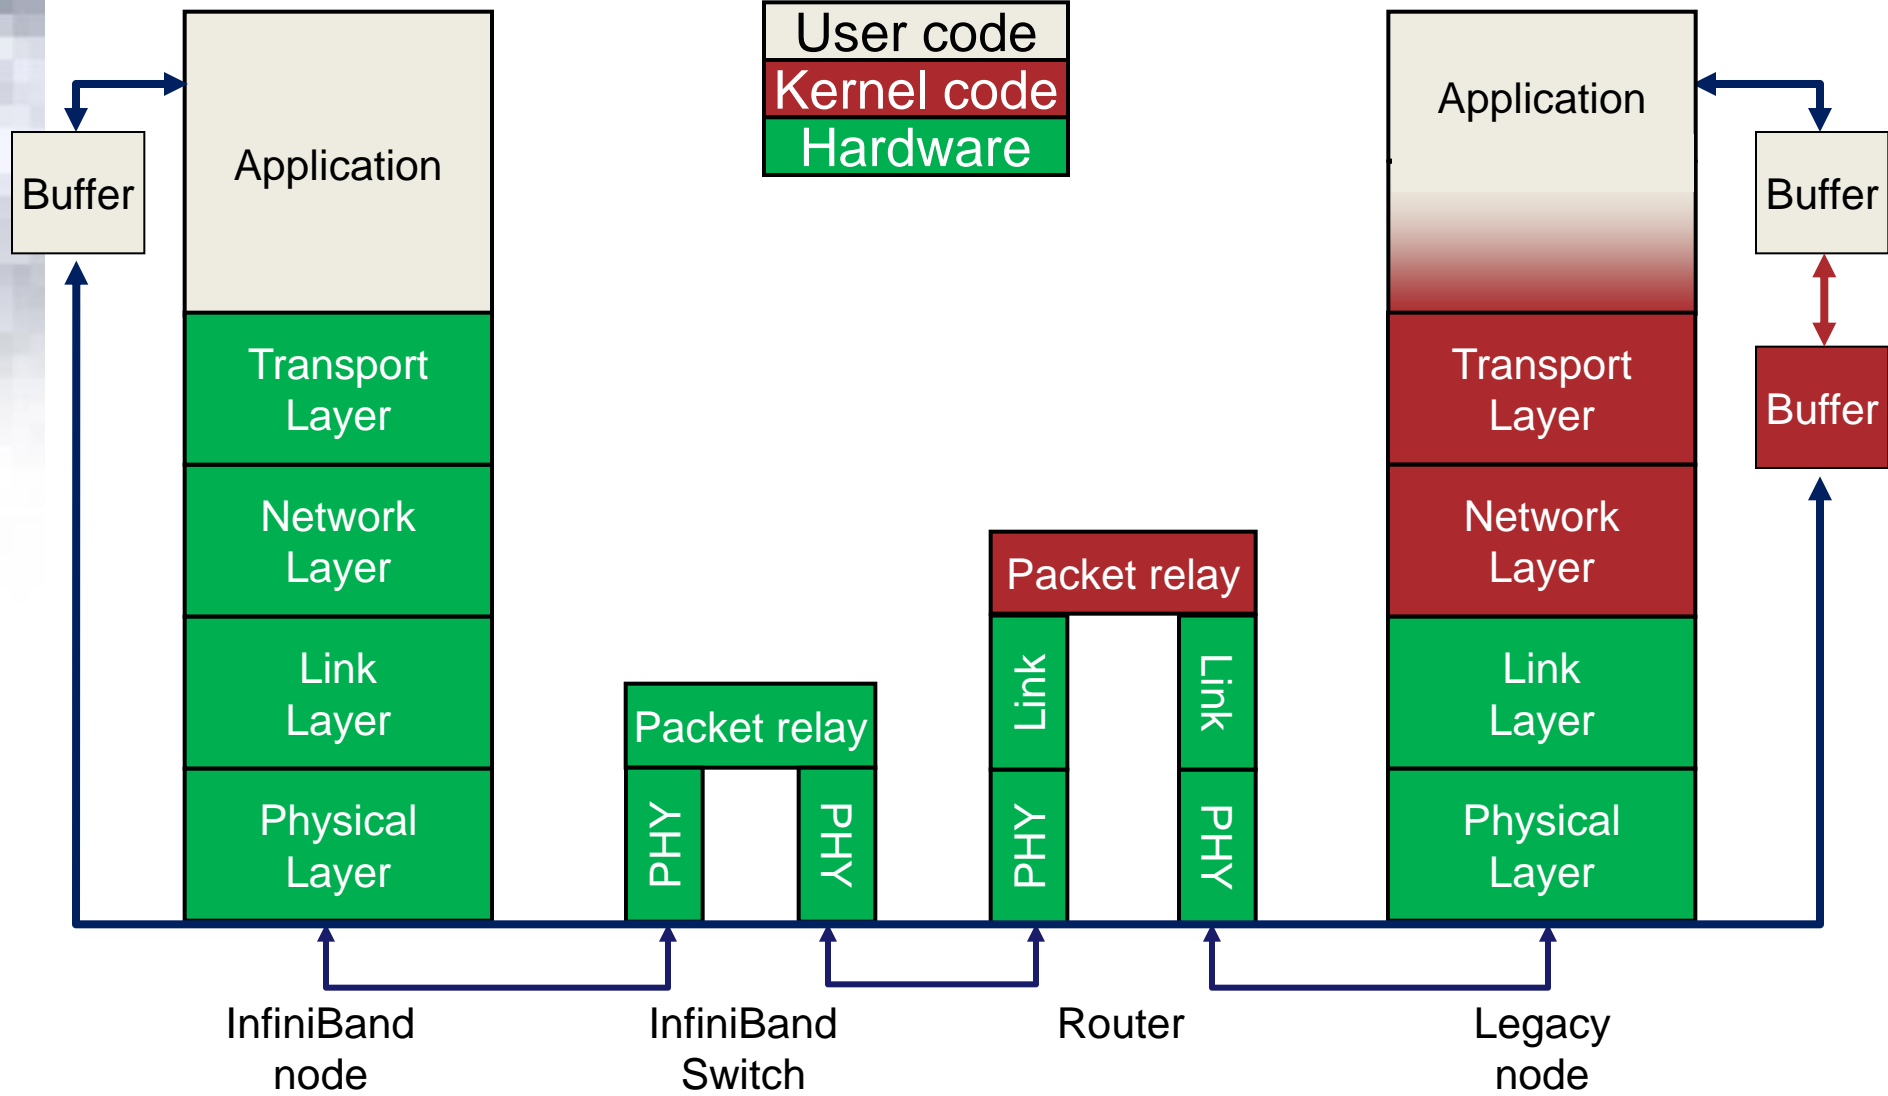 User code
Kernel code
Hardware
Buffer
Application
Transport
Layer
Network
Layer
Link
Layer
Physical
Layer
Packet relay
PHY
PHY
Packet relay
Link
Link
PHY
PHY
Application
Transport
Layer
Network
Layer
Link
Layer
Physical
Layer
Buffer
Buffer
InfiniBand
node
InfiniBand
Switch
Router
Legacy
node